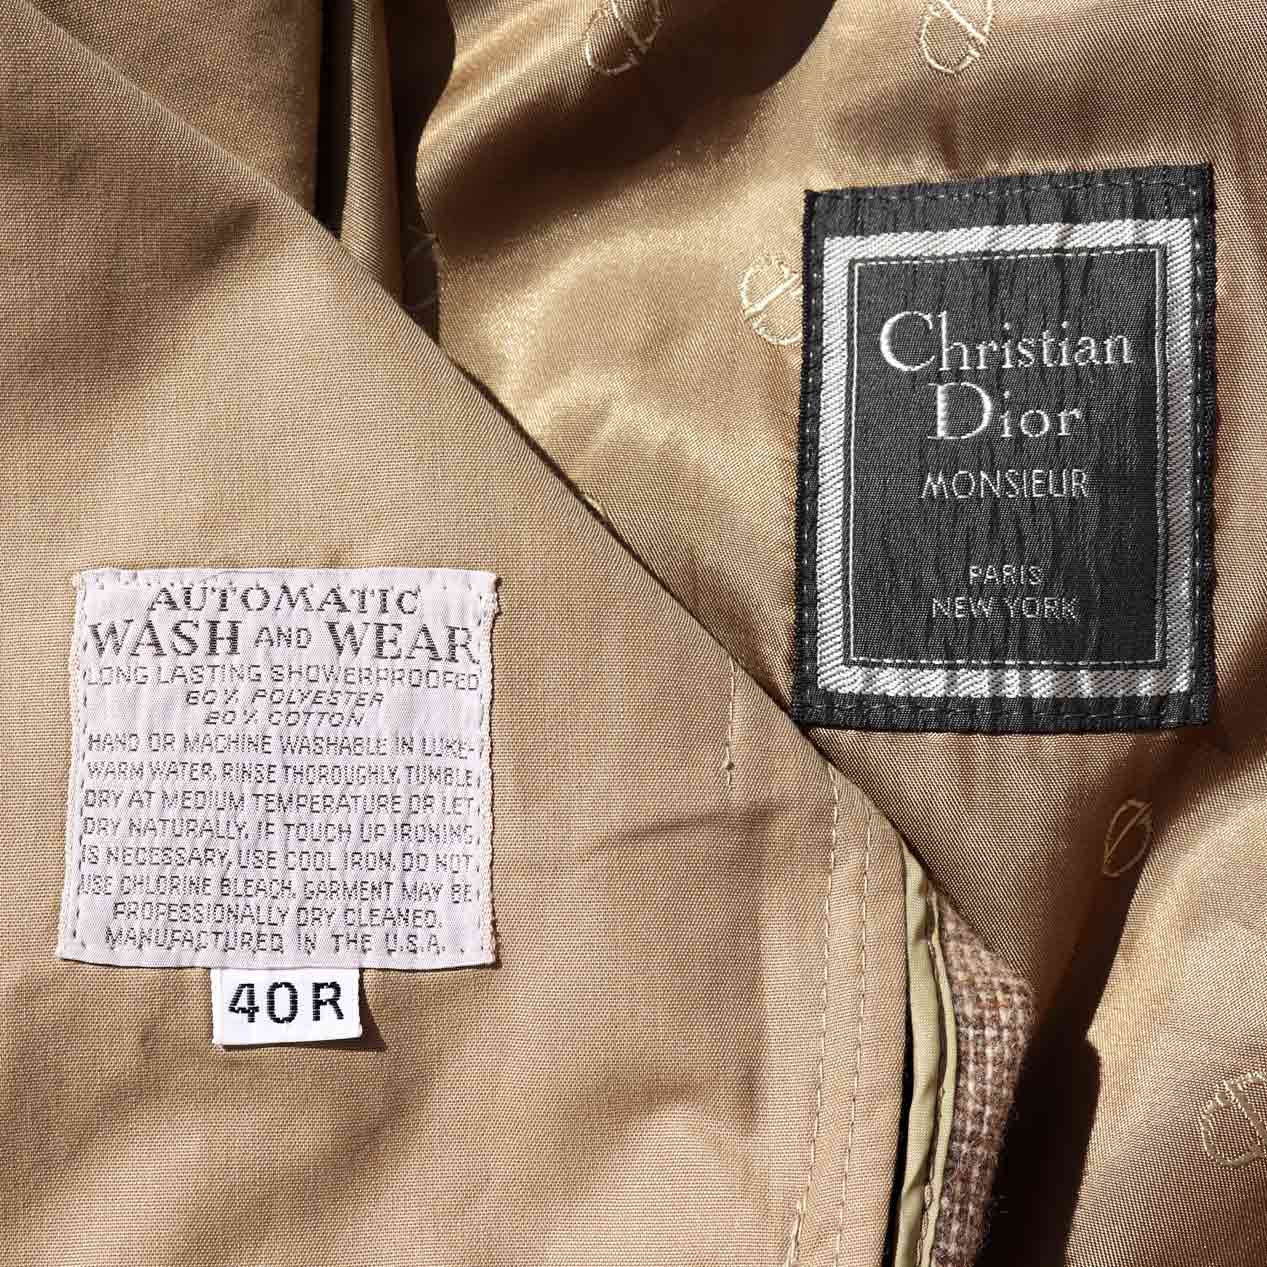 AUTOMATIC
WASH AND WEAR
LONG LASTING SHOWERPROOFED
80% POLYESTER
20% COTTON
HAND OR MACHINE WASHABLE IN LUKE-
WARM WATER, RINSE THOROUGHLY, TUMBLE
DRY AT MEDIUM TEMPERATURE OR LET
DRY NATURALLY, IF TOUCH UP IRONING,
IS NECESSARY, USE COOL IRON, DO NOT
USE CHLORINE BLEACH, GARMENT MAY BE
PROFESSIONALLY DRY CLEANED.
MANUFACTURED IN THE U.S.A.
40R
Christian
Dior
MONSIEUR
PARIS
NEW YORK